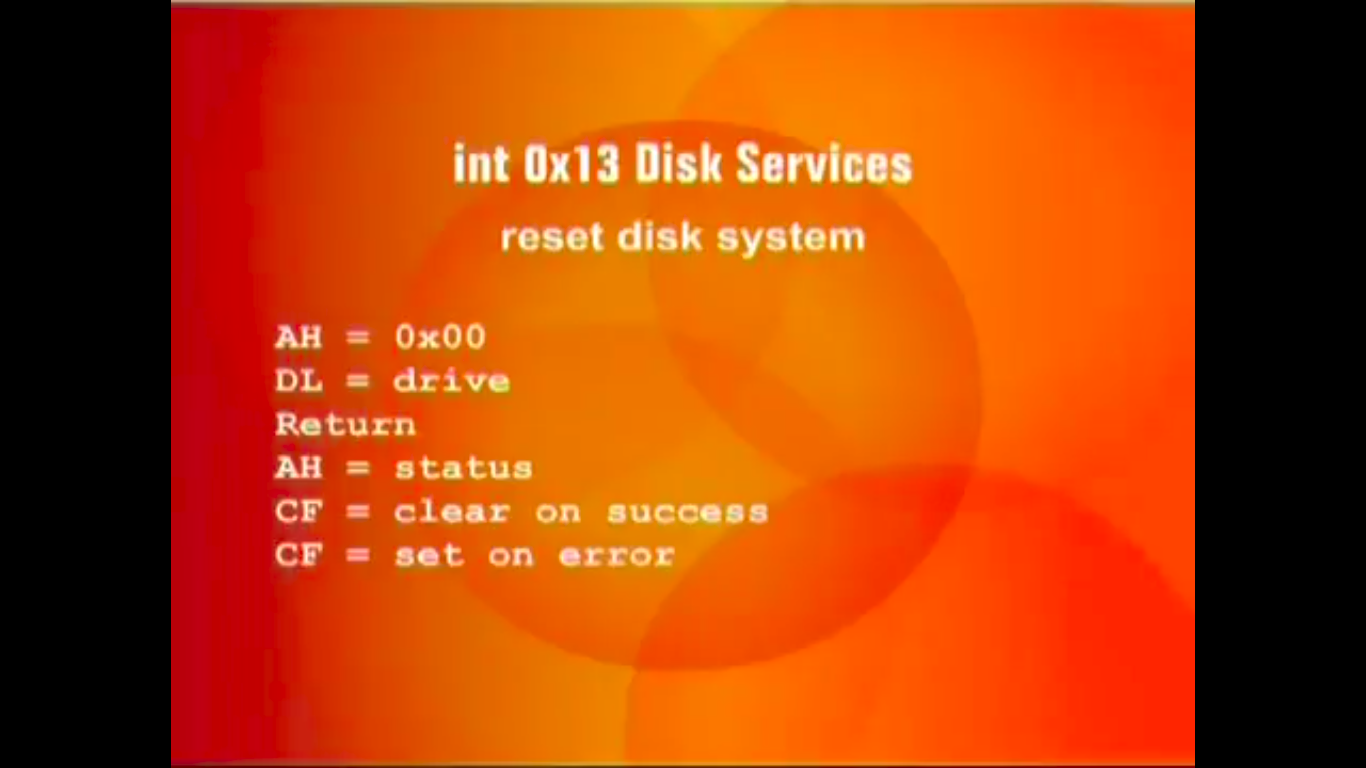 int 0x13 Disk Services
reset disk system
AH = 0x00
DL = drive
Return
AH = status
CF = clear on success
CF = set on error